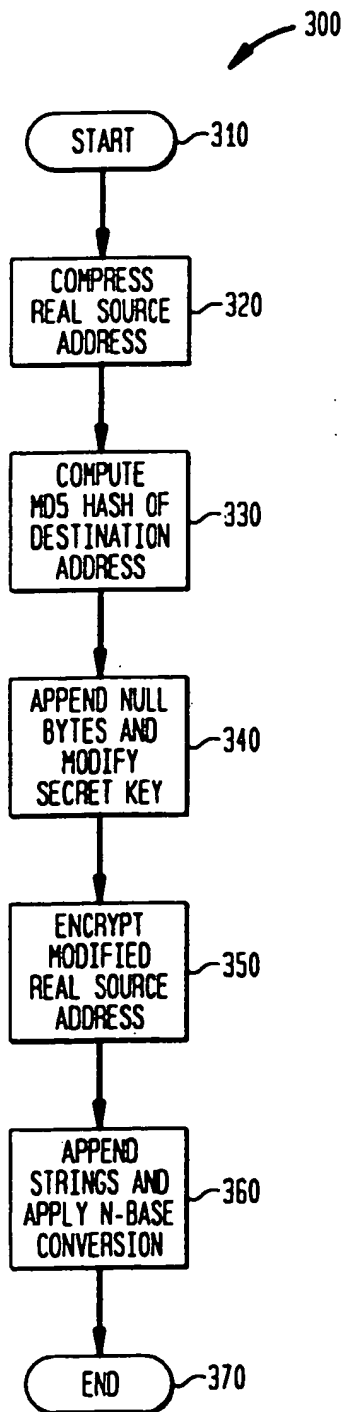 300
START
310
COMPRESS
REAL SOURCE
ADDRESS
320
COMPUTE
MD5 HASH OF
DESTINATION
ADDRESS
330
APPEND NULL
BYTES AND
MODIFY
SECRET KEY
340
ENCRYPT
MODIFIED
REAL SOURCE
ADDRESS
350
APPEND
STRINGS AND
APPLY N-BASE
CONVERSION
360
END
370